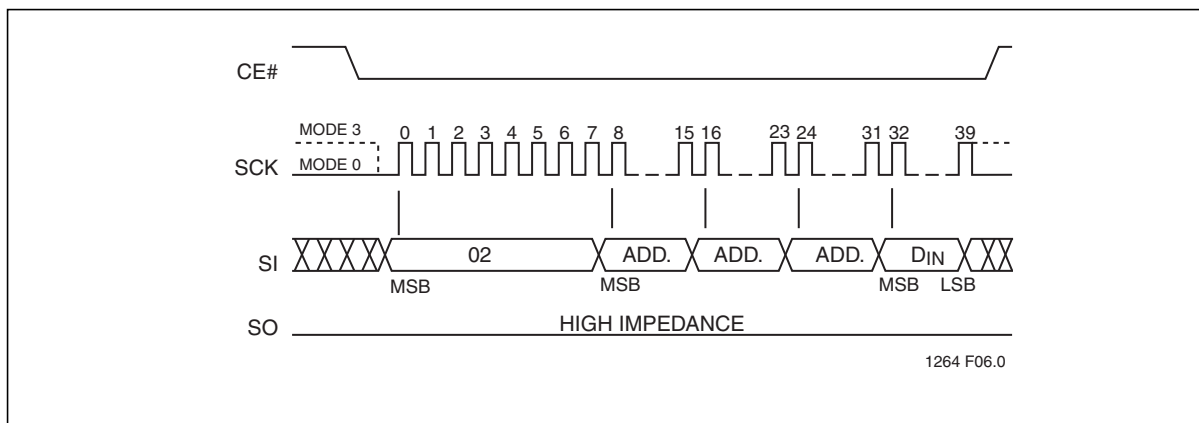 CE#
MODE 3
0 1 2 3 4 5 6 7 8 15 16 23 24 31 32 39
SCK MODE 0
SI 02 ADD. ADD. ADD. DIN
MSB MSB MSB LSB
SO HIGH IMPEDANCE
1264 F06.0